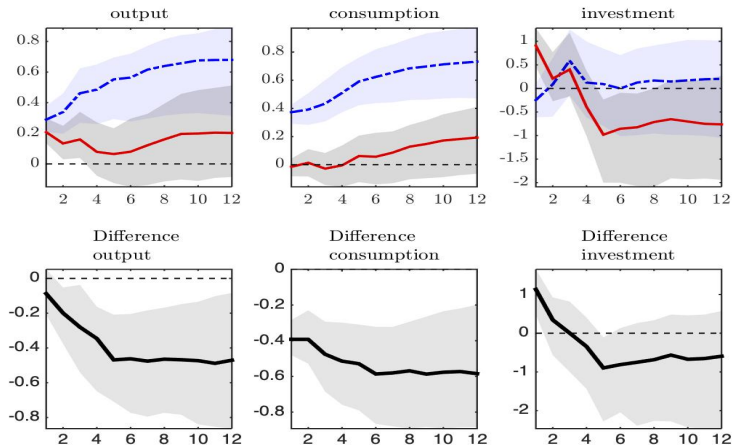 output
consumption
investment
0.8
0.6
0.4
0.2
0
2 4 6 8 10 12
0.8
0.6
0.4
0.2
0
2 4 6 8 10 12
1
0.5
0
-0.5
-1
-1.5
-2
2 4 6 8 10 12
Difference
output
Difference
consumption
Difference
investment
0
-0.2
-0.4
-0.6
-0.8
2 4 6 8 10 12
0
-0.2
-0.4
-0.6
-0.8
2 4 6 8 10 12
1
0
-1
-2
2 4 6 8 10 12